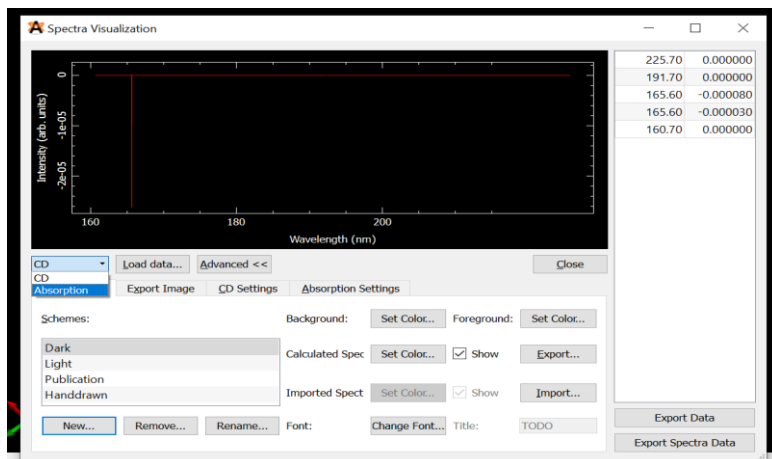 Spectra Visualization
225.70 0.000000
191.70 0.000000
165.60 -0.000080
165.60 -0.000030
160.70 0.000000
Intensity (arb. units)
0
-1e-05
-2e-05
160 180 200
Wavelength (nm)
CD Load data... Advanced << Close
CD
Absorption
Export Image CD Settings Absorption Settings
Schemes: Background: Set Color... Foreground: Set Color...
Dark
Light
Publication
Handdrawn
Calculated Spec Set Color... Show Export...
Imported Spect Set Color... Show Import...
New... Remove... Rename... Font: Change Font... Title: TODO
Export Data
Export Spectra Data